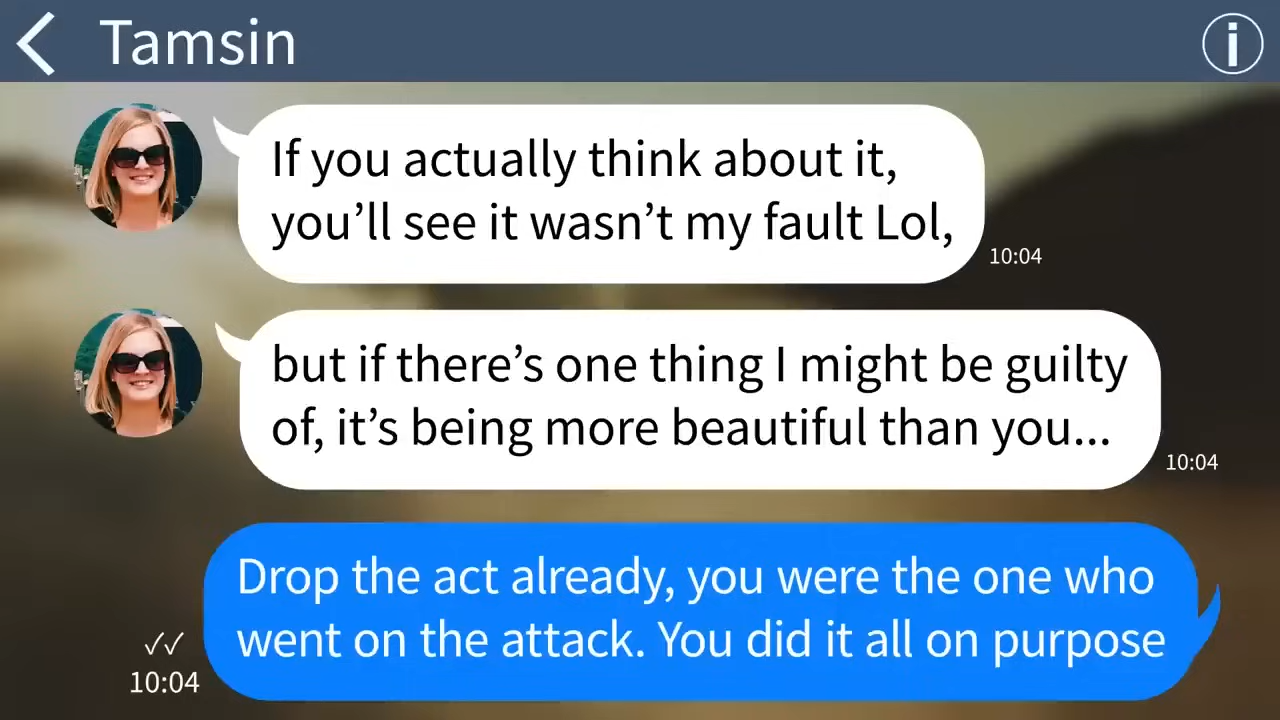 Tamsin
If you actually think about it,
you’ll see it wasn’t my fault Lol,
10:04
but if there’s one thing I might be guilty
of, it’s being more beautiful than you...
10:04
Drop the act already, you were the one who
went on the attack. You did it all on purpose
10:04